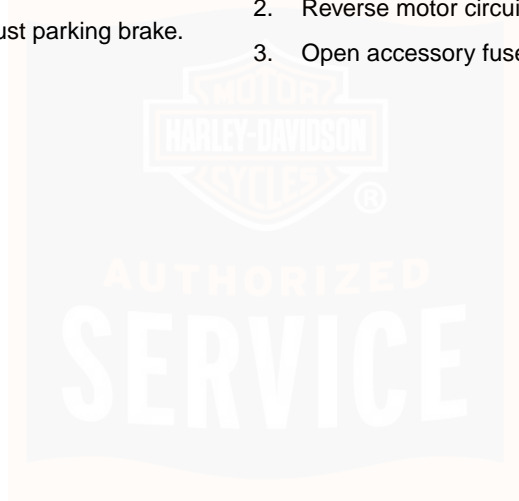 ust parking brake.
2. Reverse motor circui
3. Open accessory fuse
MOTOR
HARLEY-DAVIDSON
CYCLES
®
AUTHORIZED
SERVICE